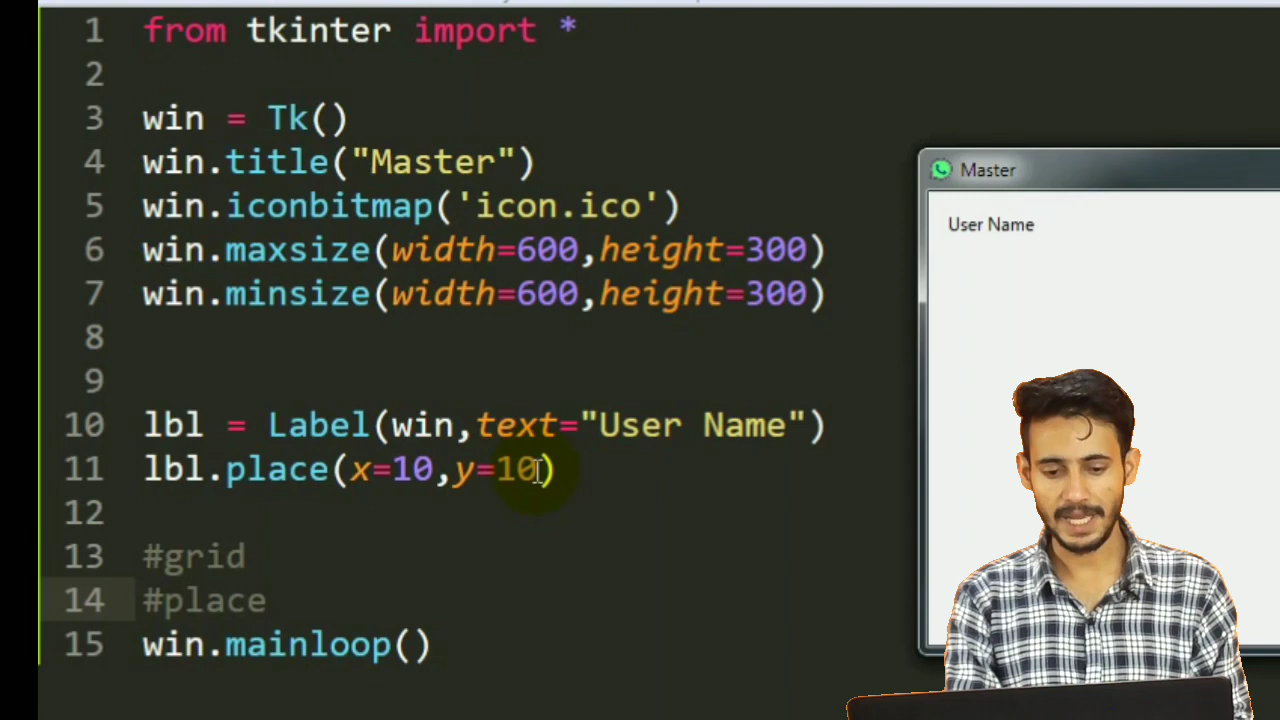 1 from tkinter import *
2
3 win = Tk()
4 win.title("Master")
5 win.iconbitmap('icon.ico')
6 win.maxsize(width=600,height=300)
7 win.minsize(width=600,height=300)
8
9
10 lbl = Label(win,text="User Name")
11 lbl.place(x=10,y=10)
12
13 #grid
14 #place
15 win.mainloop()
Master
User Name